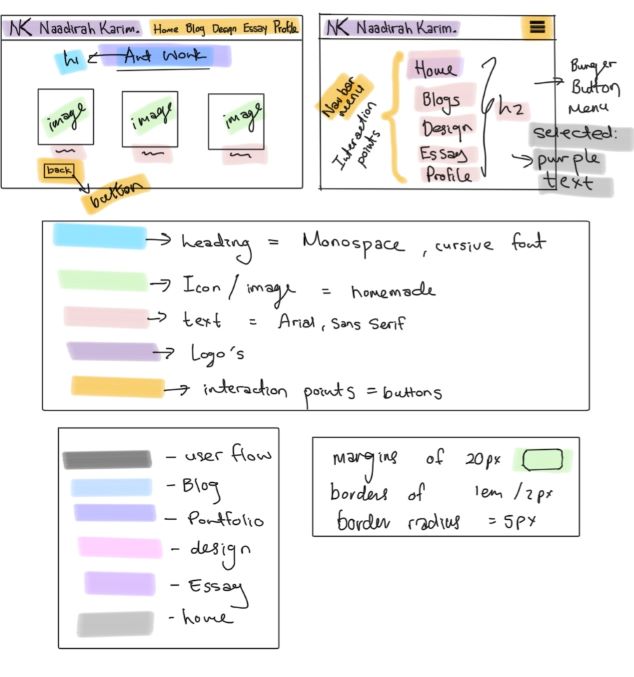 NK Naadirah Karim. Home Blog Design Essay Profile
h1 Art Work
image image image
back
button
NK Naadirah Karim.
Navbar menu
Interaction points
Home
Blogs
Design
Essay
Profile
h2
Burger
Button
Menu
selected:
purple
text
heading = Monospace, cursive font
Icon / image = homemade
text = Arial, Sans Serif
Logo's
interaction points = buttons
- user flow
- Blog
- Portfolio
- design
- Essay
- home
margins of 20px
borders of 1em / 2px
border radius = 5px